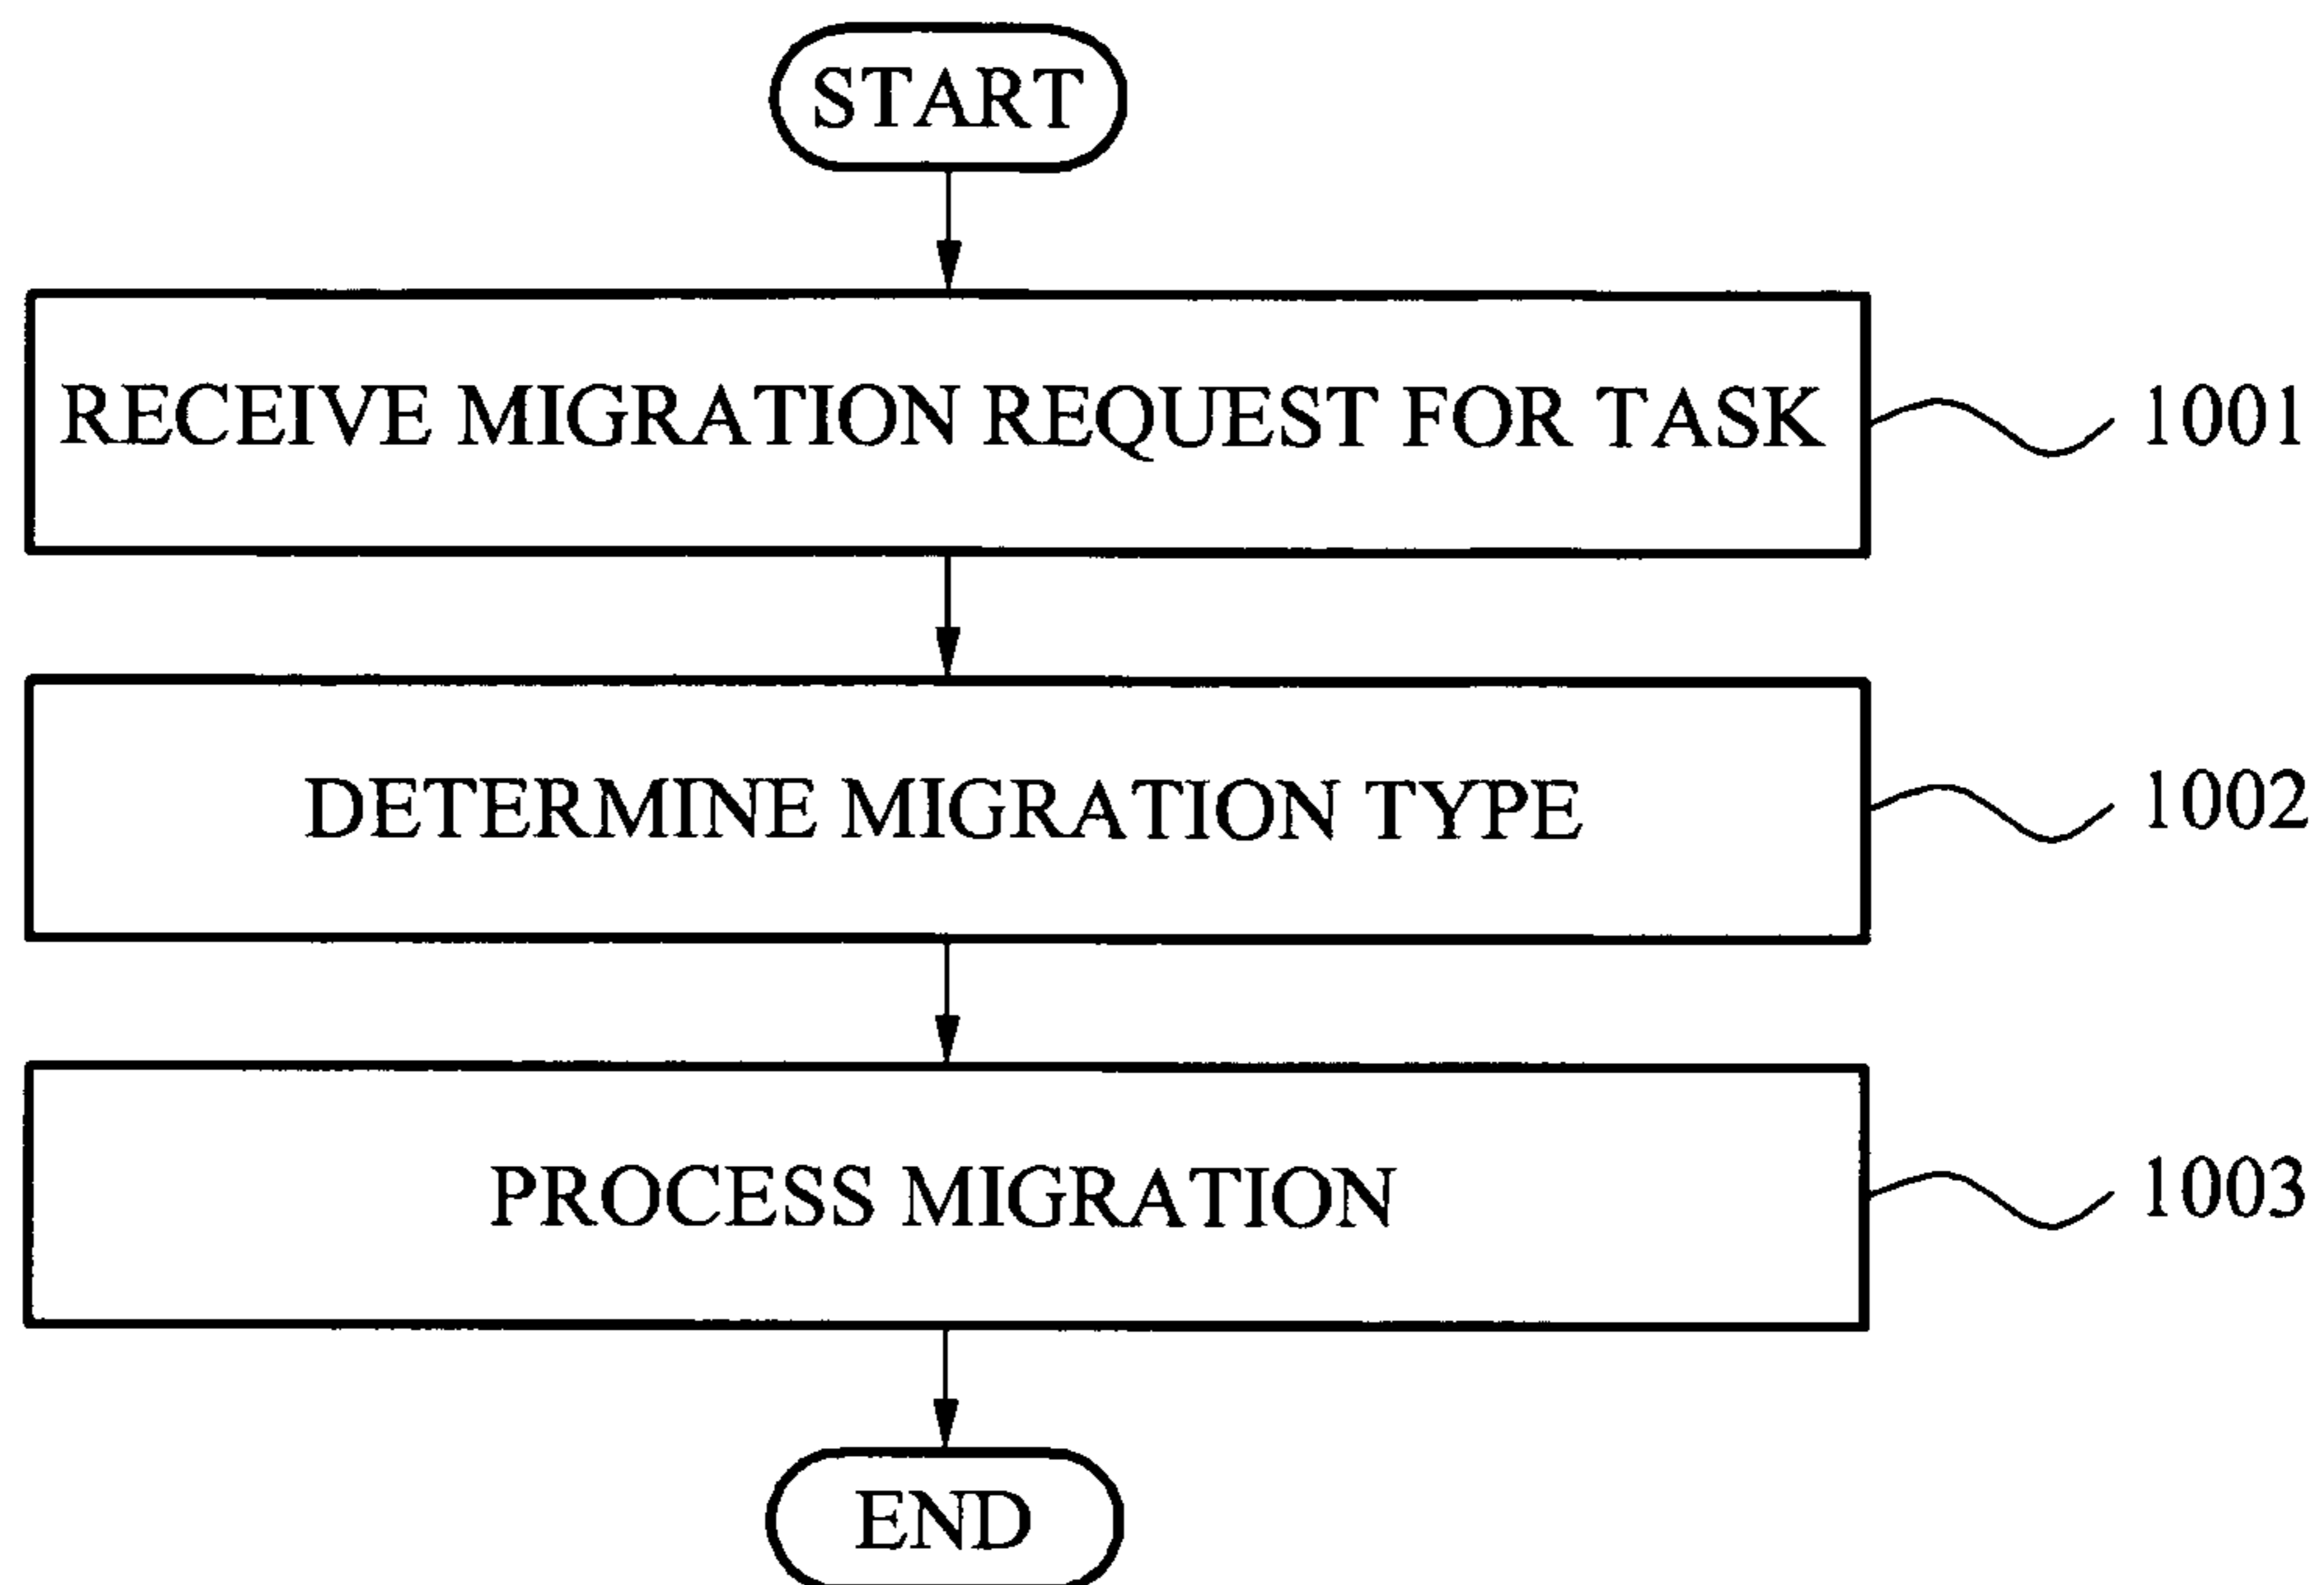 START
RECEIVE MIGRATION REQUEST FOR TASK
1001
DETERMINE MIGRATION TYPE
1002
PROCESS MIGRATION
1003
END